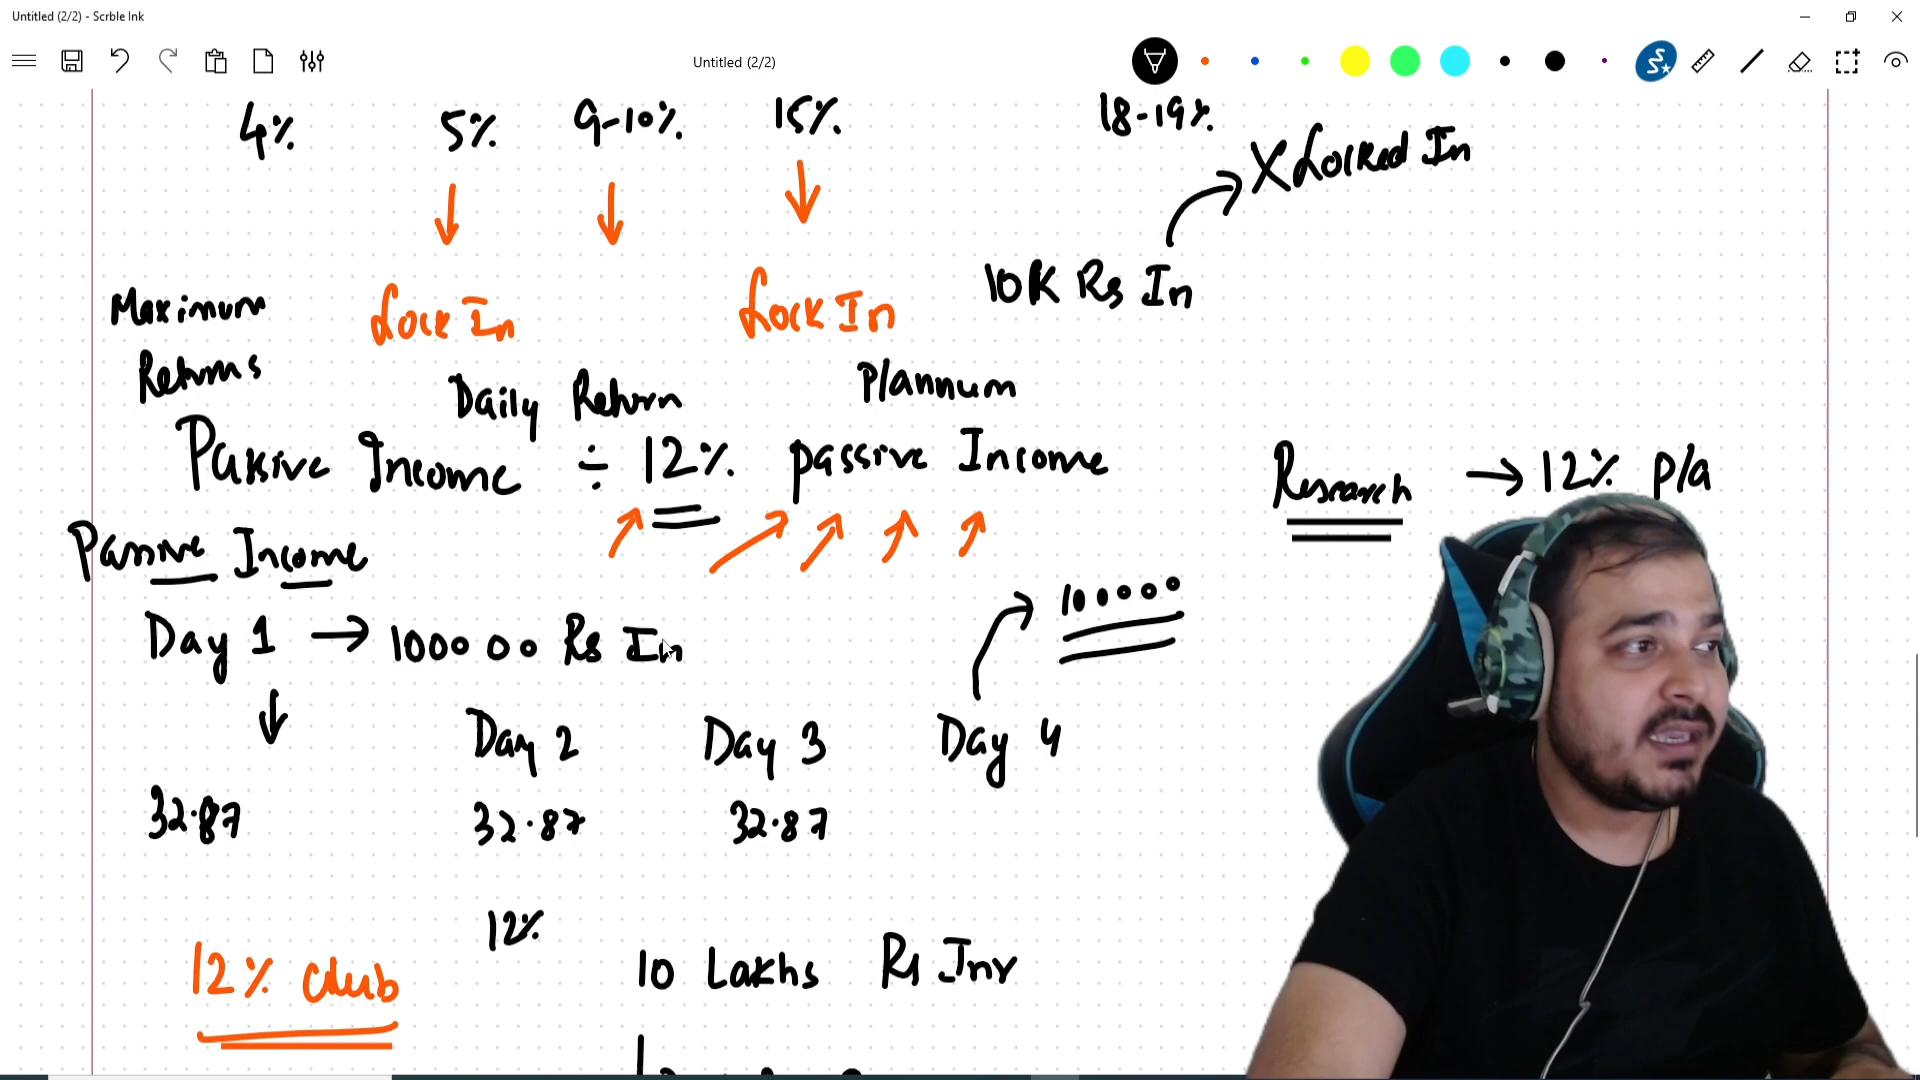 Untitled (2/2) - Scrble Ink
Untitled (2/2)
4% 5% 9-10% 15% 18-19%
X Locked In
10K Rs In
Maximum Returns
Lock In Lock In
Daily Return P/annum
Passive Income ÷ 12% passive Income
Research → 12% P/a
Passive Income
Day 1 → 100000 Rs In
100000
Day 2 Day 3 Day 4
32.87 32.87 32.87
12%
12% Club
10 Lakhs Rs Inv